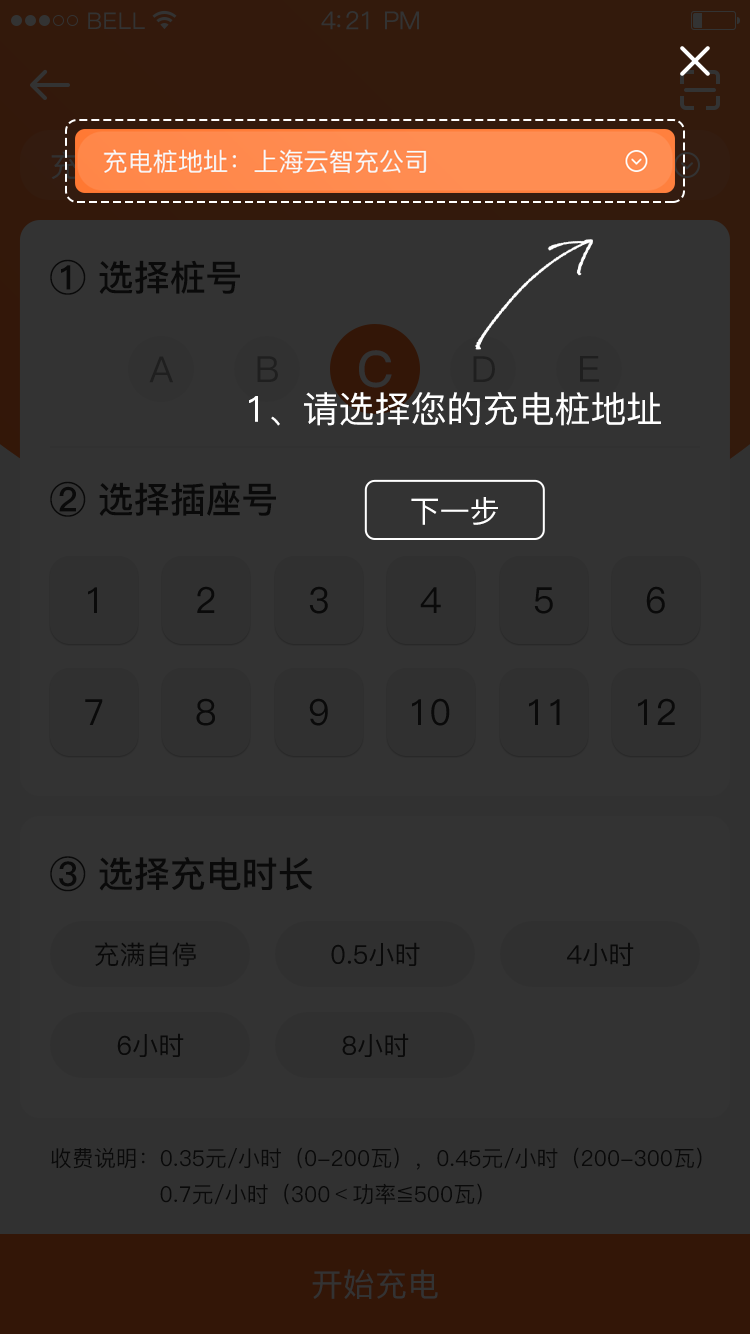 BELL 4:21 PM
充电桩地址：上海云智充公司
① 选择桩号
A B C D E
1、请选择您的充电桩地址
② 选择插座号
下一步
1 2 3 4 5 6
7 8 9 10 11 12
③ 选择充电时长
充满自停 0.5小时 4小时
6小时 8小时
收费说明：0.35元/小时（0-200瓦），0.45元/小时（200-300瓦）
0.7元/小时（300＜功率≦500瓦）
开始充电